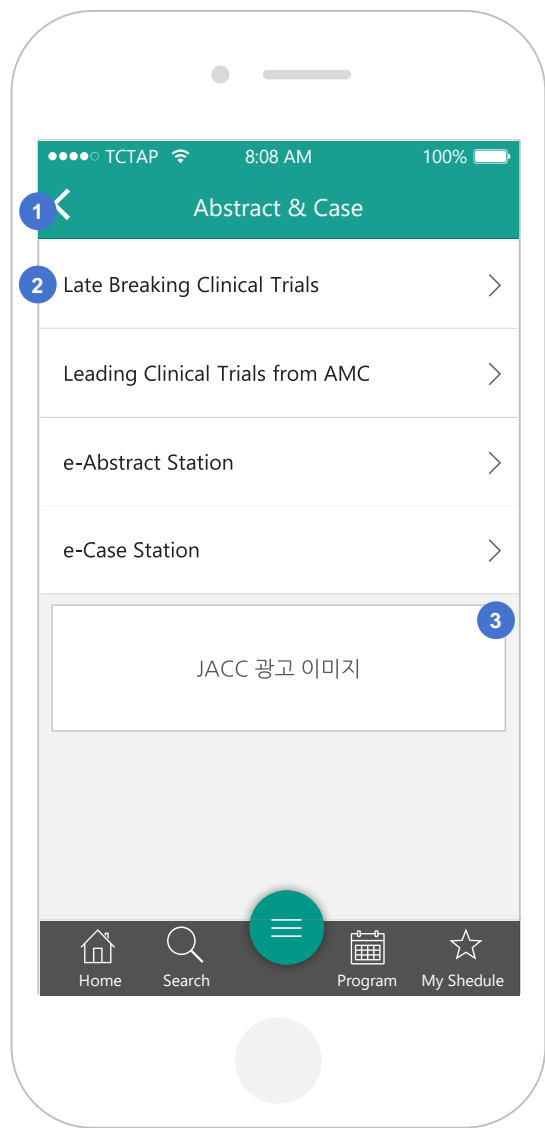 TCTAP 8:08 AM 100%
1 Abstract & Case
2 Late Breaking Clinical Trials
Leading Clinical Trials from AMC
e-Abstract Station
e-Case Station
3
JACC 광고 이미지
Home Search Program My Shedule